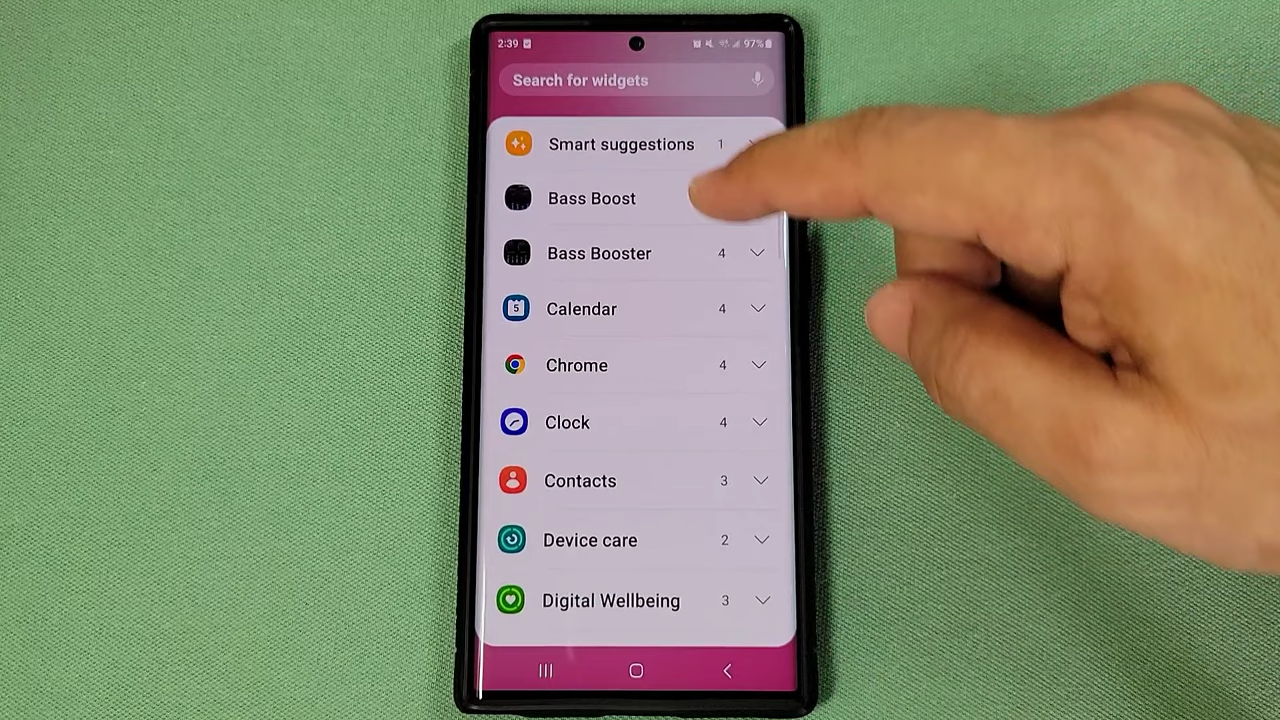 2:39 97%
Search for widgets
Smart suggestions 1
Bass Boost
Bass Booster 4
5 Calendar 4
Chrome 4
Clock 4
Contacts 3
Device care 2
Digital Wellbeing 3